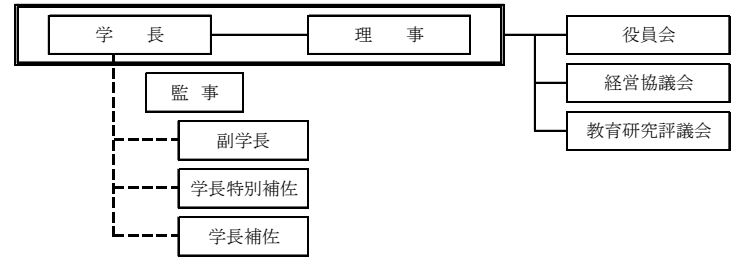 学　長
理　事
役員会
経営協議会
教育研究評議会
監 事
副学長
学長特別補佐
学長補佐